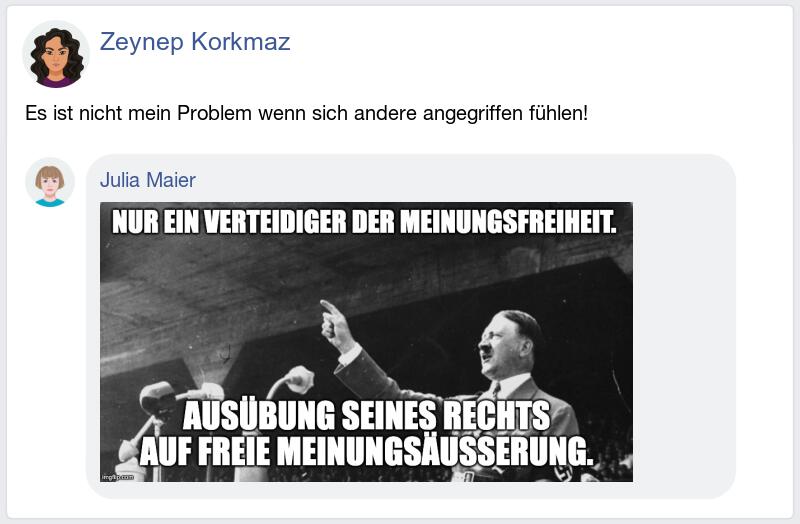 Zeynep Korkmaz
Es ist nicht mein Problem wenn sich andere angegriffen fühlen!
Julia Maier
NUR EIN VERTEIDIGER DER MEINUNGSFREIHEIT.
AUSÜBUNG SEINES RECHTS
AUF FREIE MEINUNGSÄUSSERUNG.
imgflip.com